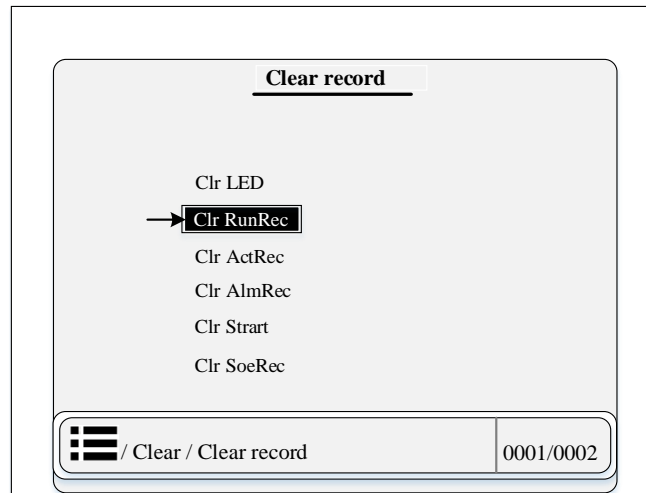 Clear record
Clr LED
Clr RunRec
Clr ActRec
Clr AlmRec
Clr Strart
Clr SoeRec
/ Clear / Clear record
0001/0002